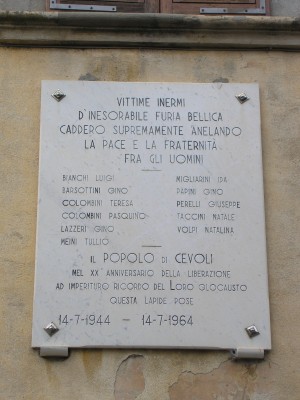 VITTIME INERMI
D'INESORABILE FURIA BELLICA
CADDERO SUPREMAMENTE ANELANDO
LA PACE E LA FRATERNITÀ
FRA GLI UOMINI
BIANCHI LUIGI
BARSOTTINI GINO
COLOMBINI TERESA
COLOMBINI PASQUINO
LAZZERI GINO
MEINI TULLIO
MIGLIARINI IDA
PAPINI GINO
PERELLI GIUSEPPE
TACCINI NATALE
VOLPI NATALINA
IL POPOLO DI CEVOLI
NEL XX° ANNIVERSARIO DELLA LIBERAZIONE
AD IMPERITURO RICORDO DEL LORO OLOCAUSTO
QUESTA LAPIDE POSE
14-7-1944 — 14-7-1964